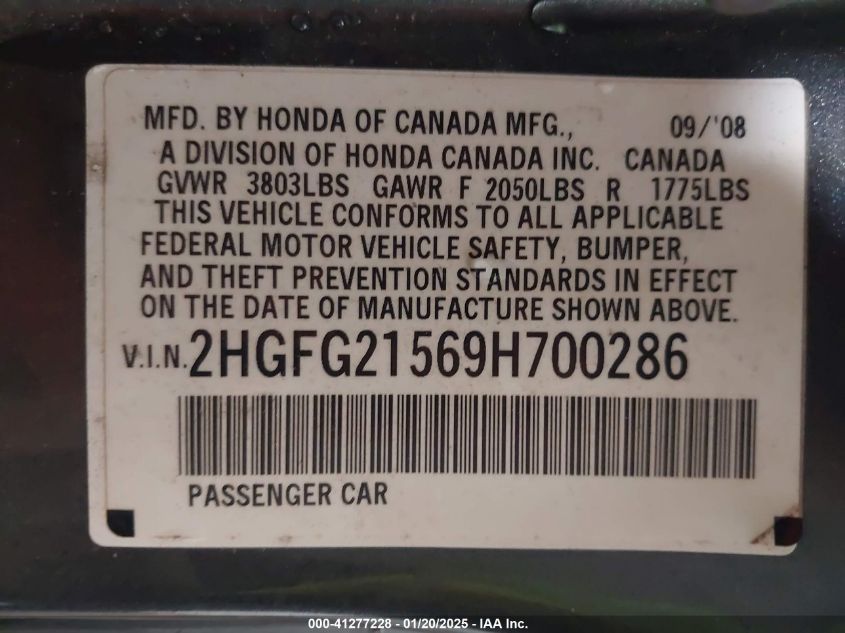 MFD. BY HONDA OF CANADA MFG., 09/'08
A DIVISION OF HONDA CANADA INC. CANADA
GVWR 3803LBS GAWR F 2050LBS R 1775LBS
THIS VEHICLE CONFORMS TO ALL APPLICABLE
FEDERAL MOTOR VEHICLE SAFETY, BUMPER,
AND THEFT PREVENTION STANDARDS IN EFFECT
ON THE DATE OF MANUFACTURE SHOWN ABOVE.
V.I.N. 2HGFG21569H700286
PASSENGER CAR
000-41277228 - 01/20/2025 - IAA Inc.